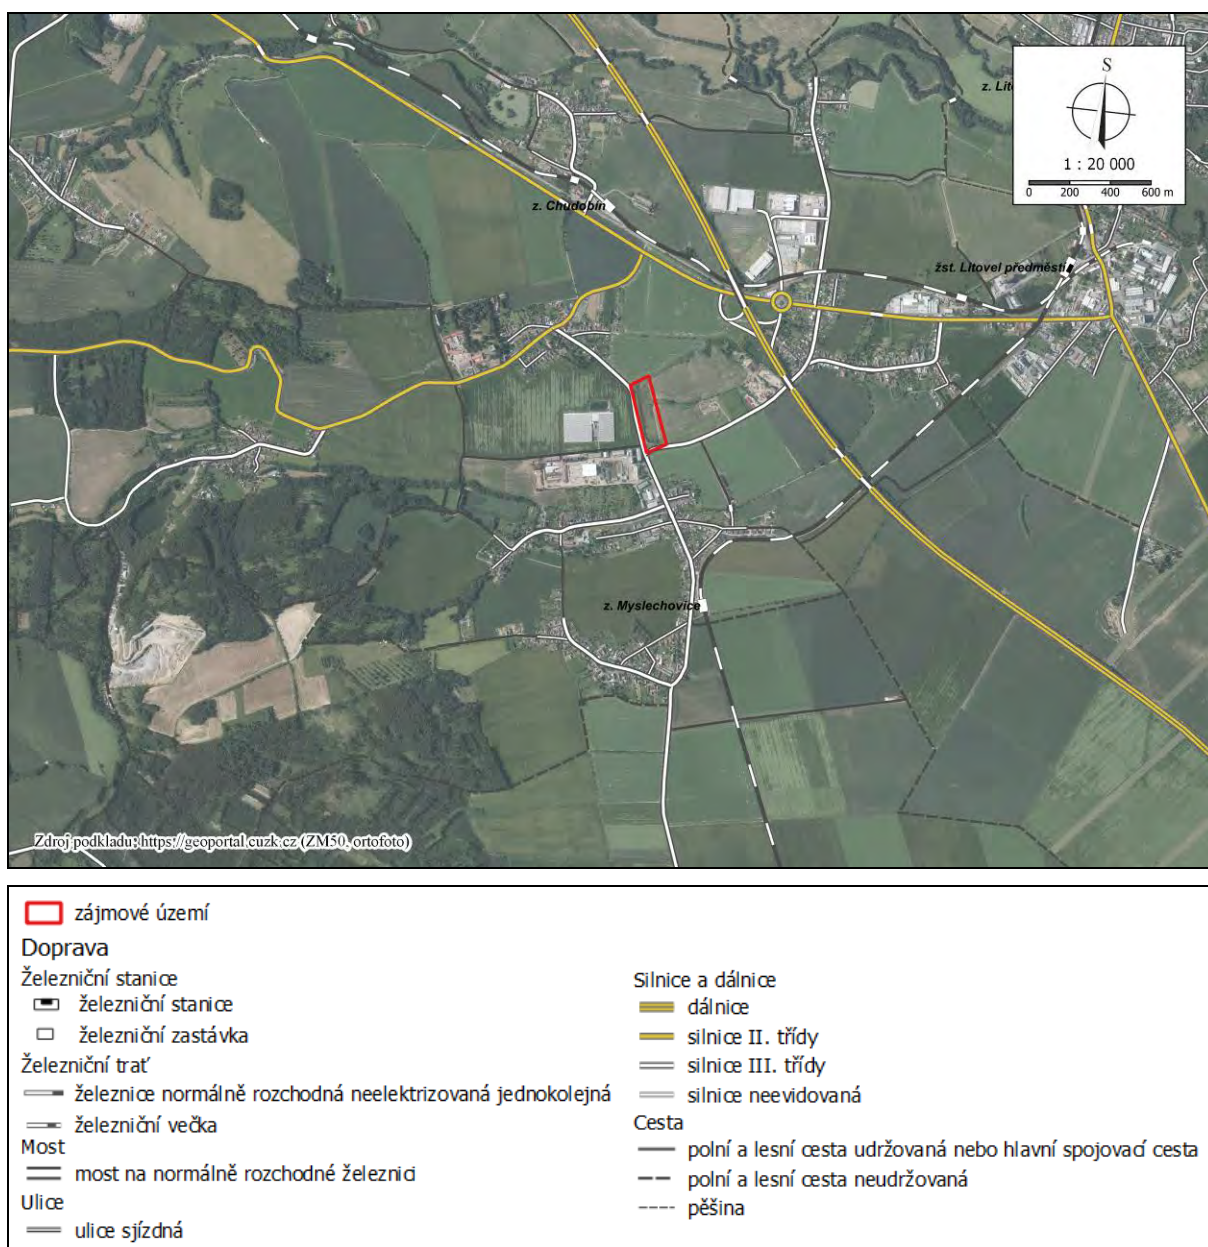 S
1 : 20 000
0 200 400 600 m
z. Lit
z. Chudobín
žst. Litovel předměstí
z. Myslechovice
Zdroj podkladu: https://geoportal.cuzk.cz (ZM50, ortofoto)
zájmové území
Doprava
Železniční stanice
železniční stanice
železniční zastávka
Železniční trať
železnice normálně rozchodná neelektrizovaná jednokolejná
železniční večka
Most
most na normálně rozchodné železnici
Ulice
ulice sjízdná
Silnice a dálnice
dálnice
silnice II. třídy
silnice III. třídy
silnice neevidovaná
Cesta
polní a lesní cesta udržovaná nebo hlavní spojovací cesta
polní a lesní cesta neudržovaná
pěšina